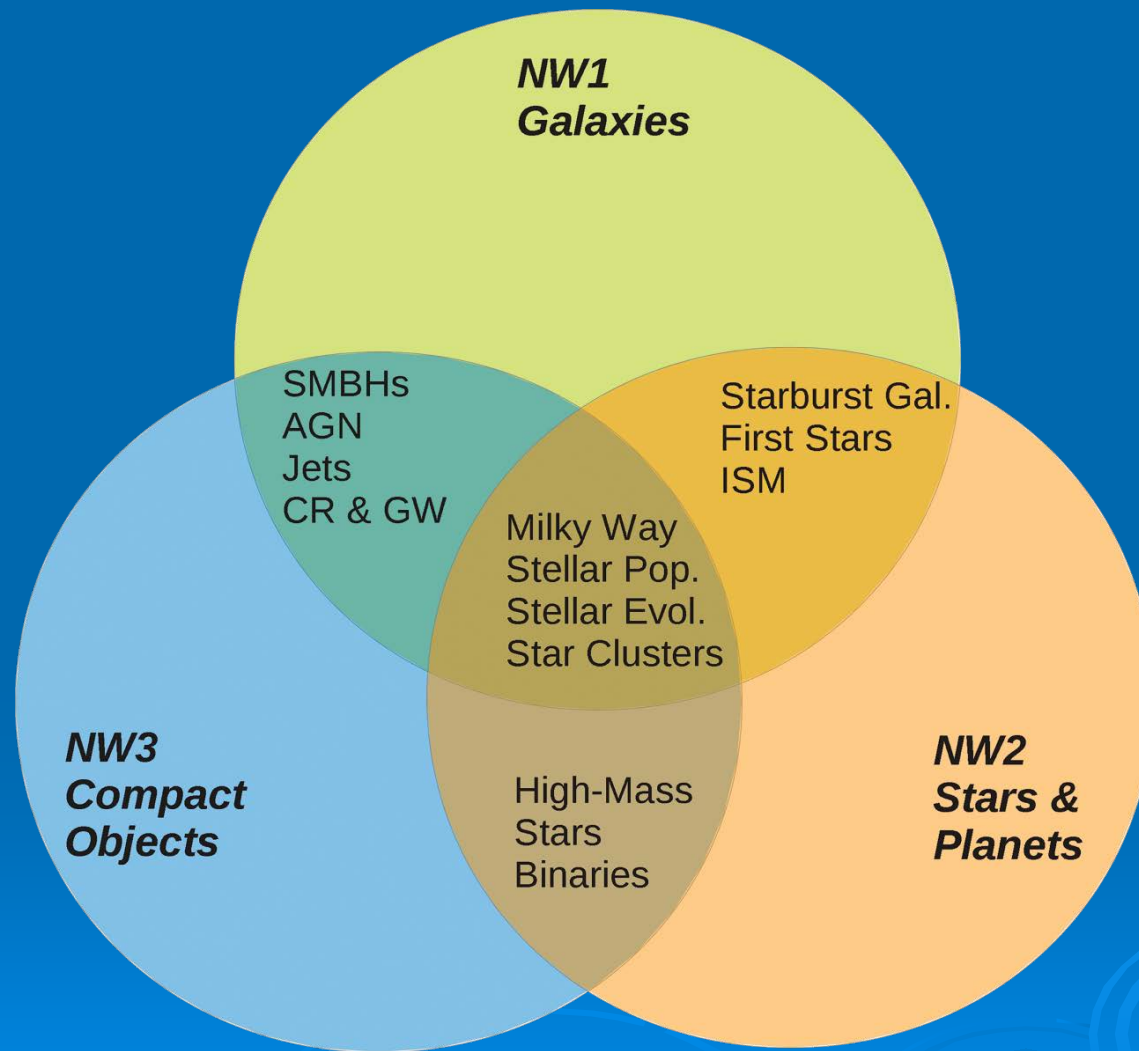 NW1
Galaxies
SMBHs
AGN
Jets
CR & GW
Starburst Gal.
First Stars
ISM
Milky Way
Stellar Pop.
Stellar Evol.
Star Clusters
NW3
Compact
Objects
High-Mass
Stars
Binaries
NW2
Stars &
Planets